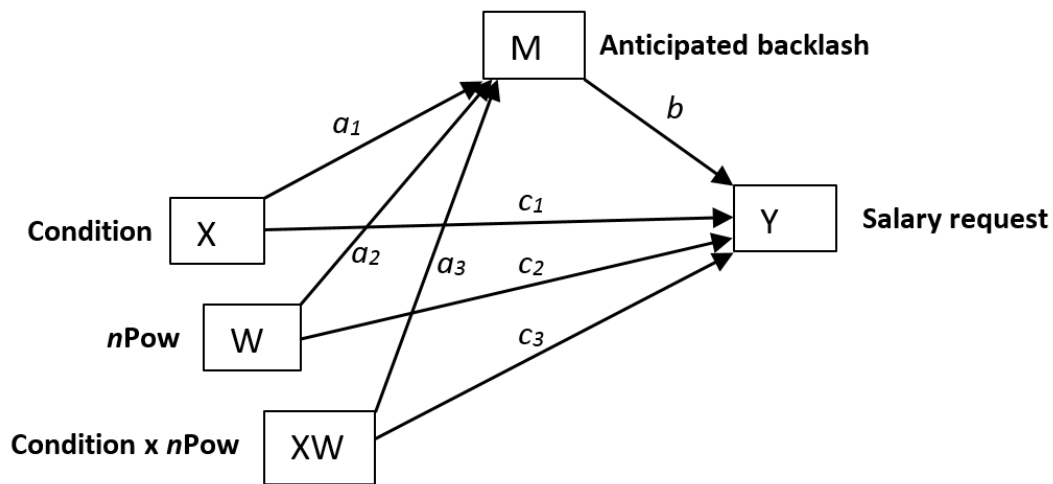 M Anticipated backlash
a1
b
Condition X
c1
Y Salary request
a2
a3
c2
nPow W
c3
Condition x nPow XW